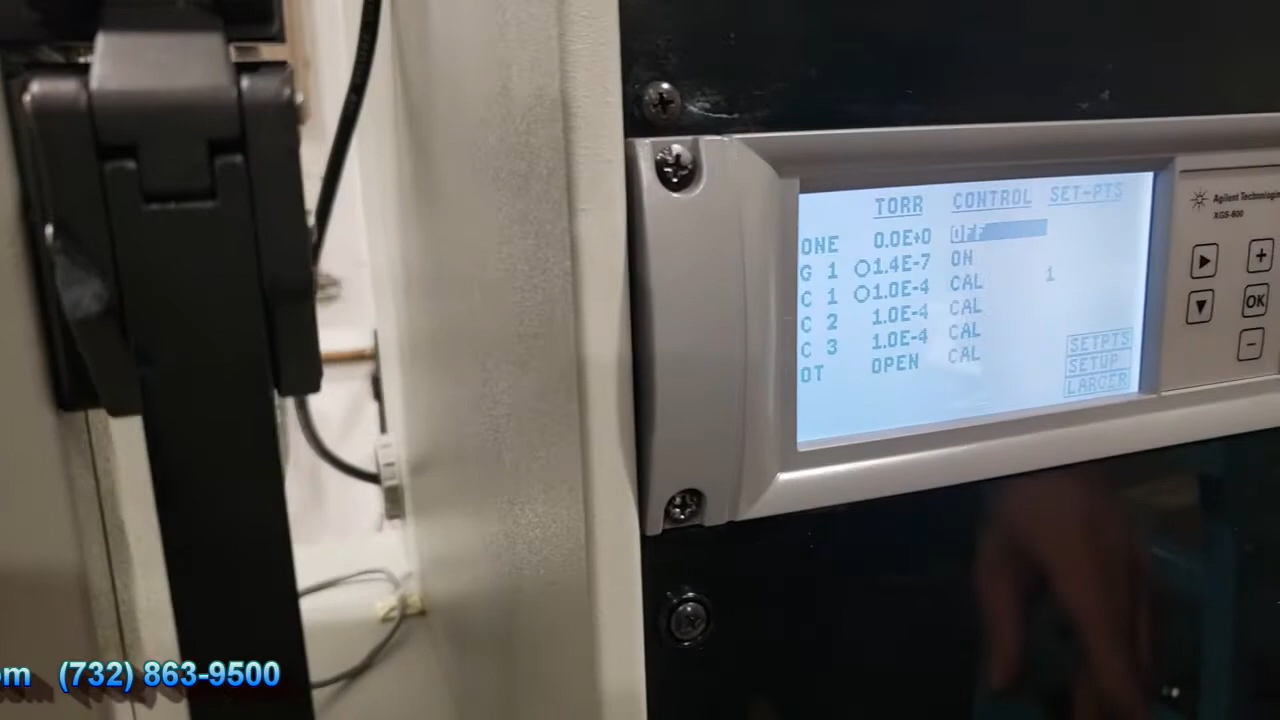 TORR CONTROL SET-PTS
ONE 0.0E+0 OFF
G 1 1.4E-7 ON
C 1 1.0E-4 CAL 1
C 2 1.0E-4 CAL
C 3 1.0E-4 CAL
OT OPEN CAL
SETPTS
SETUP
LARGER
Agilent Technologies
XGS-600
+
OK
−
om (732) 863-9500